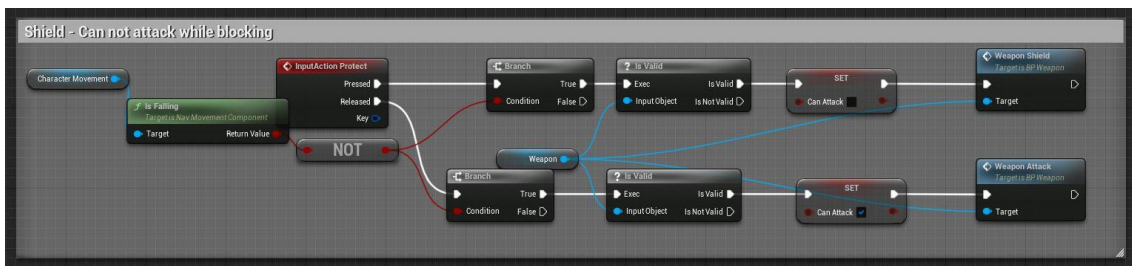 Shield - Can not attack while blocking
Character Movement
Is Falling
Target is Nav Movement Component
Target
Return Value
InputAction Protect
Pressed
Released
Key
NOT
Branch
True
Condition
False
? Is Valid
Exec
Is Valid
Input Object
Is Not Valid
SET
Can Attack
Weapon Shield
Target is BP Weapon
Target
Weapon
Branch
True
Condition
False
? Is Valid
Exec
Is Valid
Input Object
Is Not Valid
SET
Can Attack
Weapon Attack
Target is BP Weapon
Target